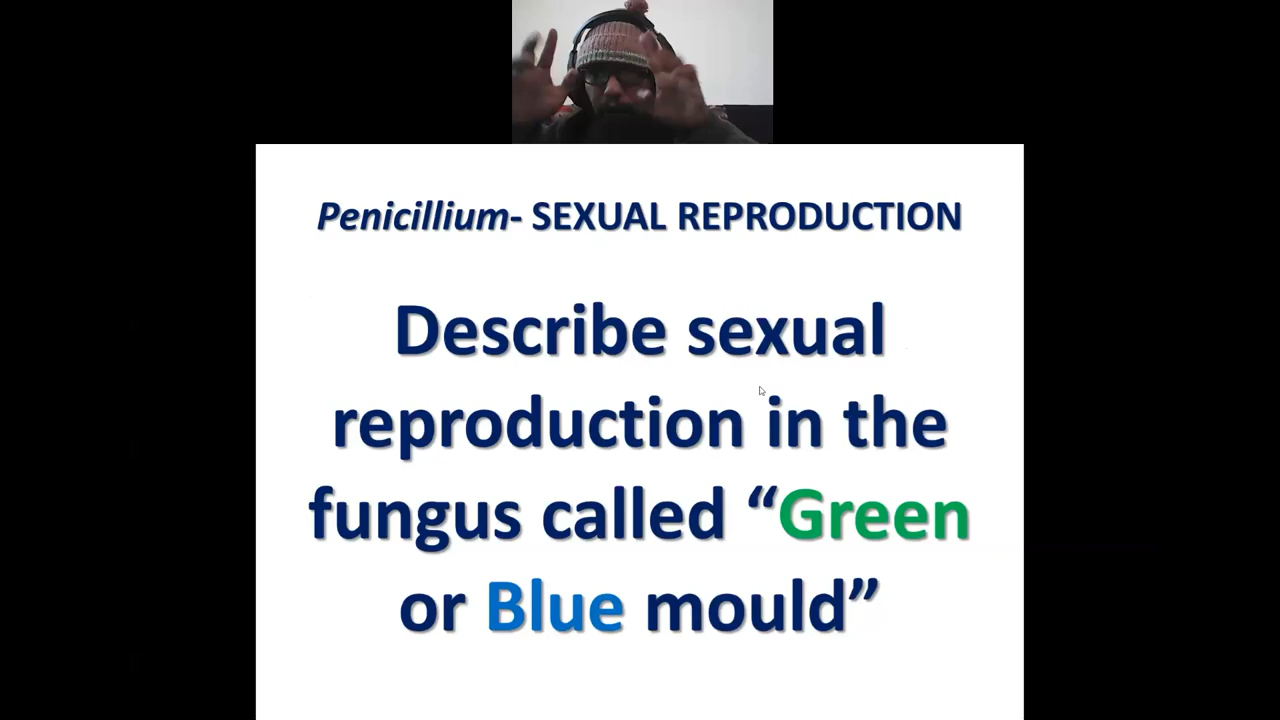 Penicillium- SEXUAL REPRODUCTION
Describe sexual
reproduction in the
fungus called “Green
or Blue mould”